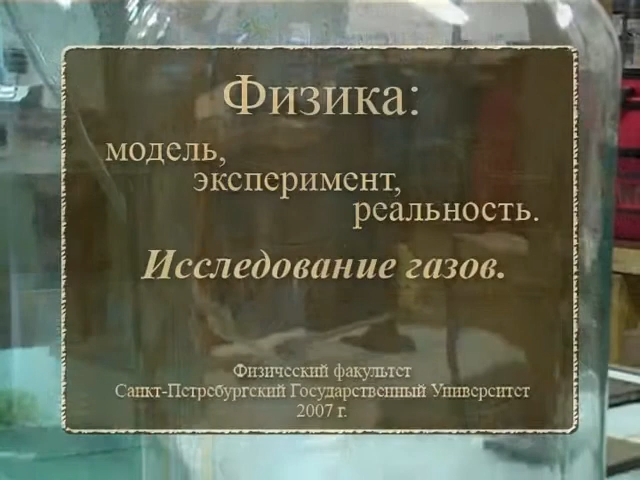 Физика:
модель,
эксперимент,
реальность.
Исследование газов.
Физический факультет
Санкт-Петербургский Государственный Университет
2007 г.